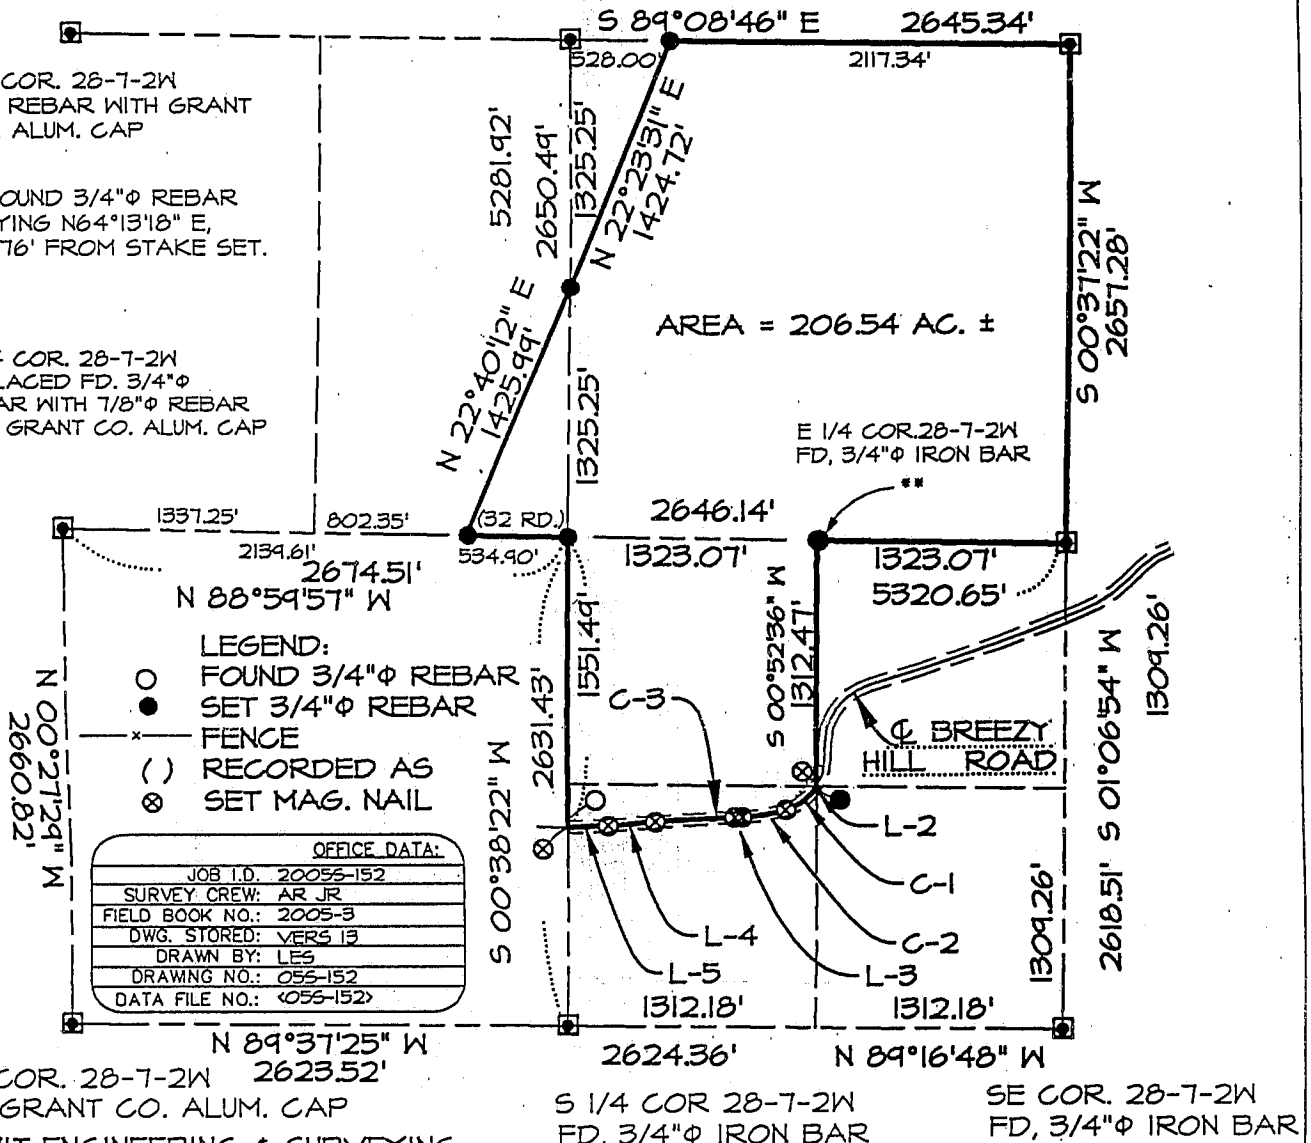 S 89°08'46" E 2645.34'
528.00'
2117.34'
COR. 28-7-2W
REBAR WITH GRANT
ALUM. CAP
OUND 3/4"Φ REBAR
YING N64°13'18" E,
76' FROM STAKE SET.
5281.92'
2650.49'
1325.25'
N 22°23'31" E
1424.72'
S 00°37'22" W
2657.28'
AREA = 206.54 AC. ±
COR. 28-7-2W
LACED FD. 3/4"Φ
AR WITH 7/8"Φ REBAR
GRANT CO. ALUM. CAP
N 22°40'12" E
1425.99'
1325.25'
E 1/4 COR.28-7-2W
FD, 3/4"Φ IRON BAR
**
1337.25'
802.35'
(32 RD.)
2646.14'
2139.61'
534.90'
1323.07'
1323.07'
2674.51'
5320.65'
N 88°59'57" W
LEGEND:
FOUND 3/4"Φ REBAR
SET 3/4"Φ REBAR
FENCE
( ) RECORDED AS
SET MAG. NAIL
N 00°27'29" W
2660.82'
1551.49'
2631.43'
S 00°38'22" W
C-3
S 00°52'36" W
1312.47'
℄ BREEZY
HILL ROAD
1309.26'
S 01°06'54" W
2618.51'
1309.26'
L-2
C-1
C-2
L-3
L-4
L-5
OFFICE DATA:
JOB I.D. 2005S-152
SURVEY CREW: AR JR
FIELD BOOK NO.: 2005-3
DWG. STORED: VERS 13
DRAWN BY: LES
DRAWING NO.: 05S-152
DATA FILE NO.: <05S-152>
1312.18'
1312.18'
N 89°37'25" W
2623.52'
2624.36'
N 89°16'48" W
COR. 28-7-2W
GRANT CO. ALUM. CAP
S 1/4 COR 28-7-2W
FD. 3/4"Φ IRON BAR
SE COR. 28-7-2W
FD, 3/4"Φ IRON BAR
ENGINEERING & SURVEYING